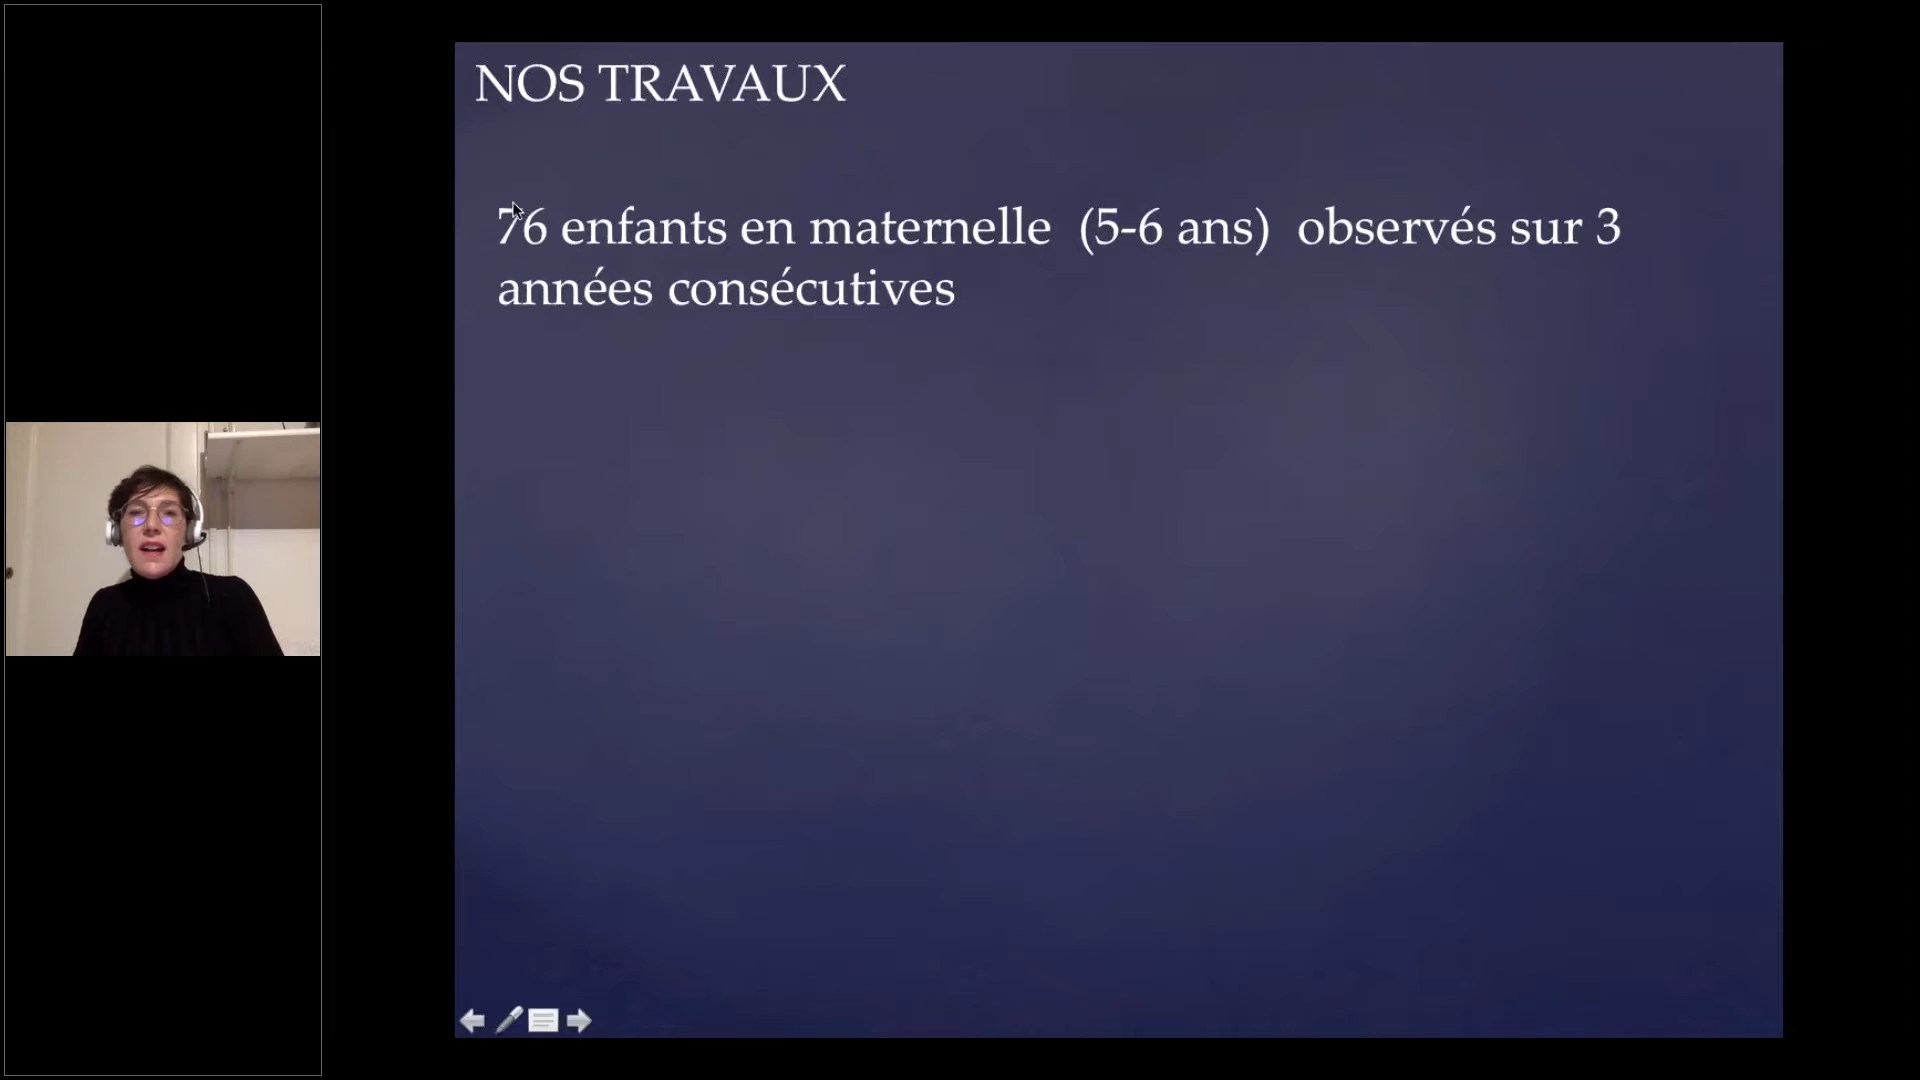 NOS TRAVAUX
76 enfants en maternelle (5-6 ans) observés sur 3
années consécutives